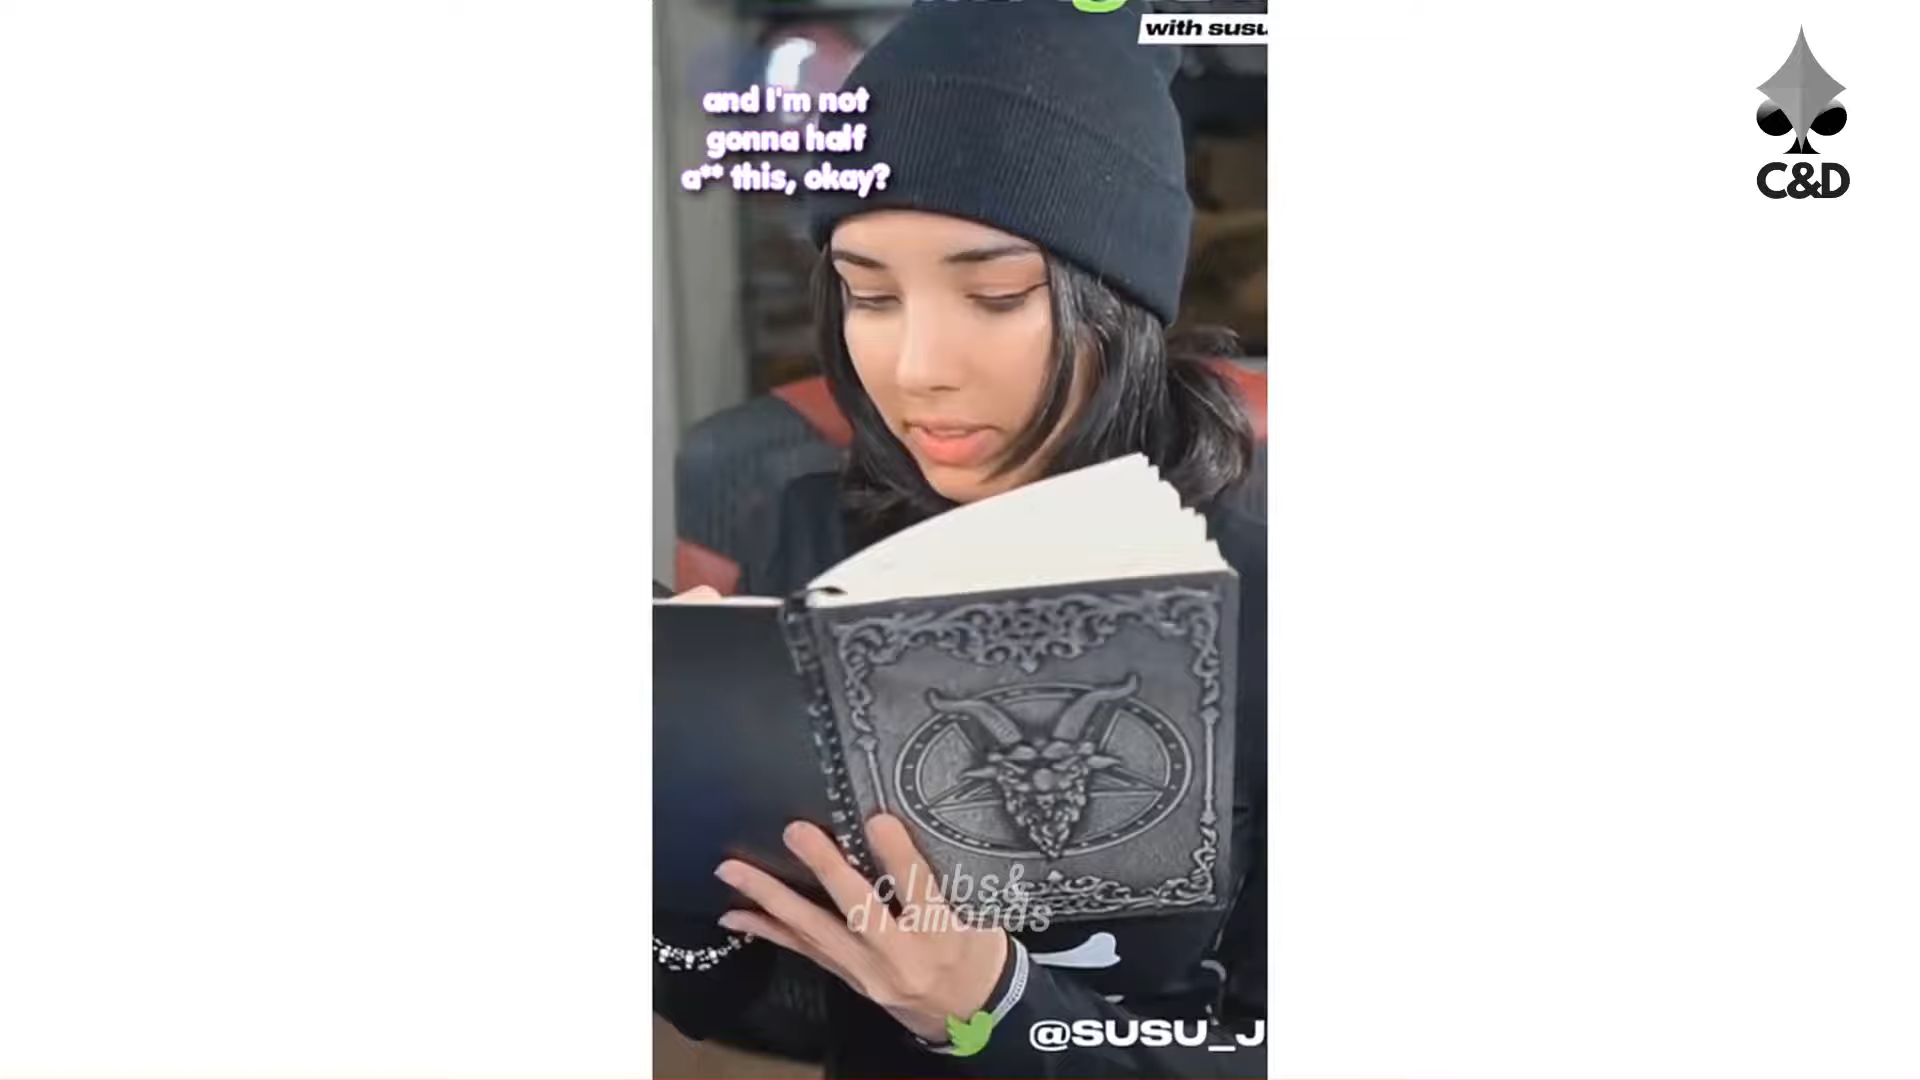 with susu
and I'm not
gonna half
a** this, okay?
C&D
clubs&
diamonds
@SUSU_J